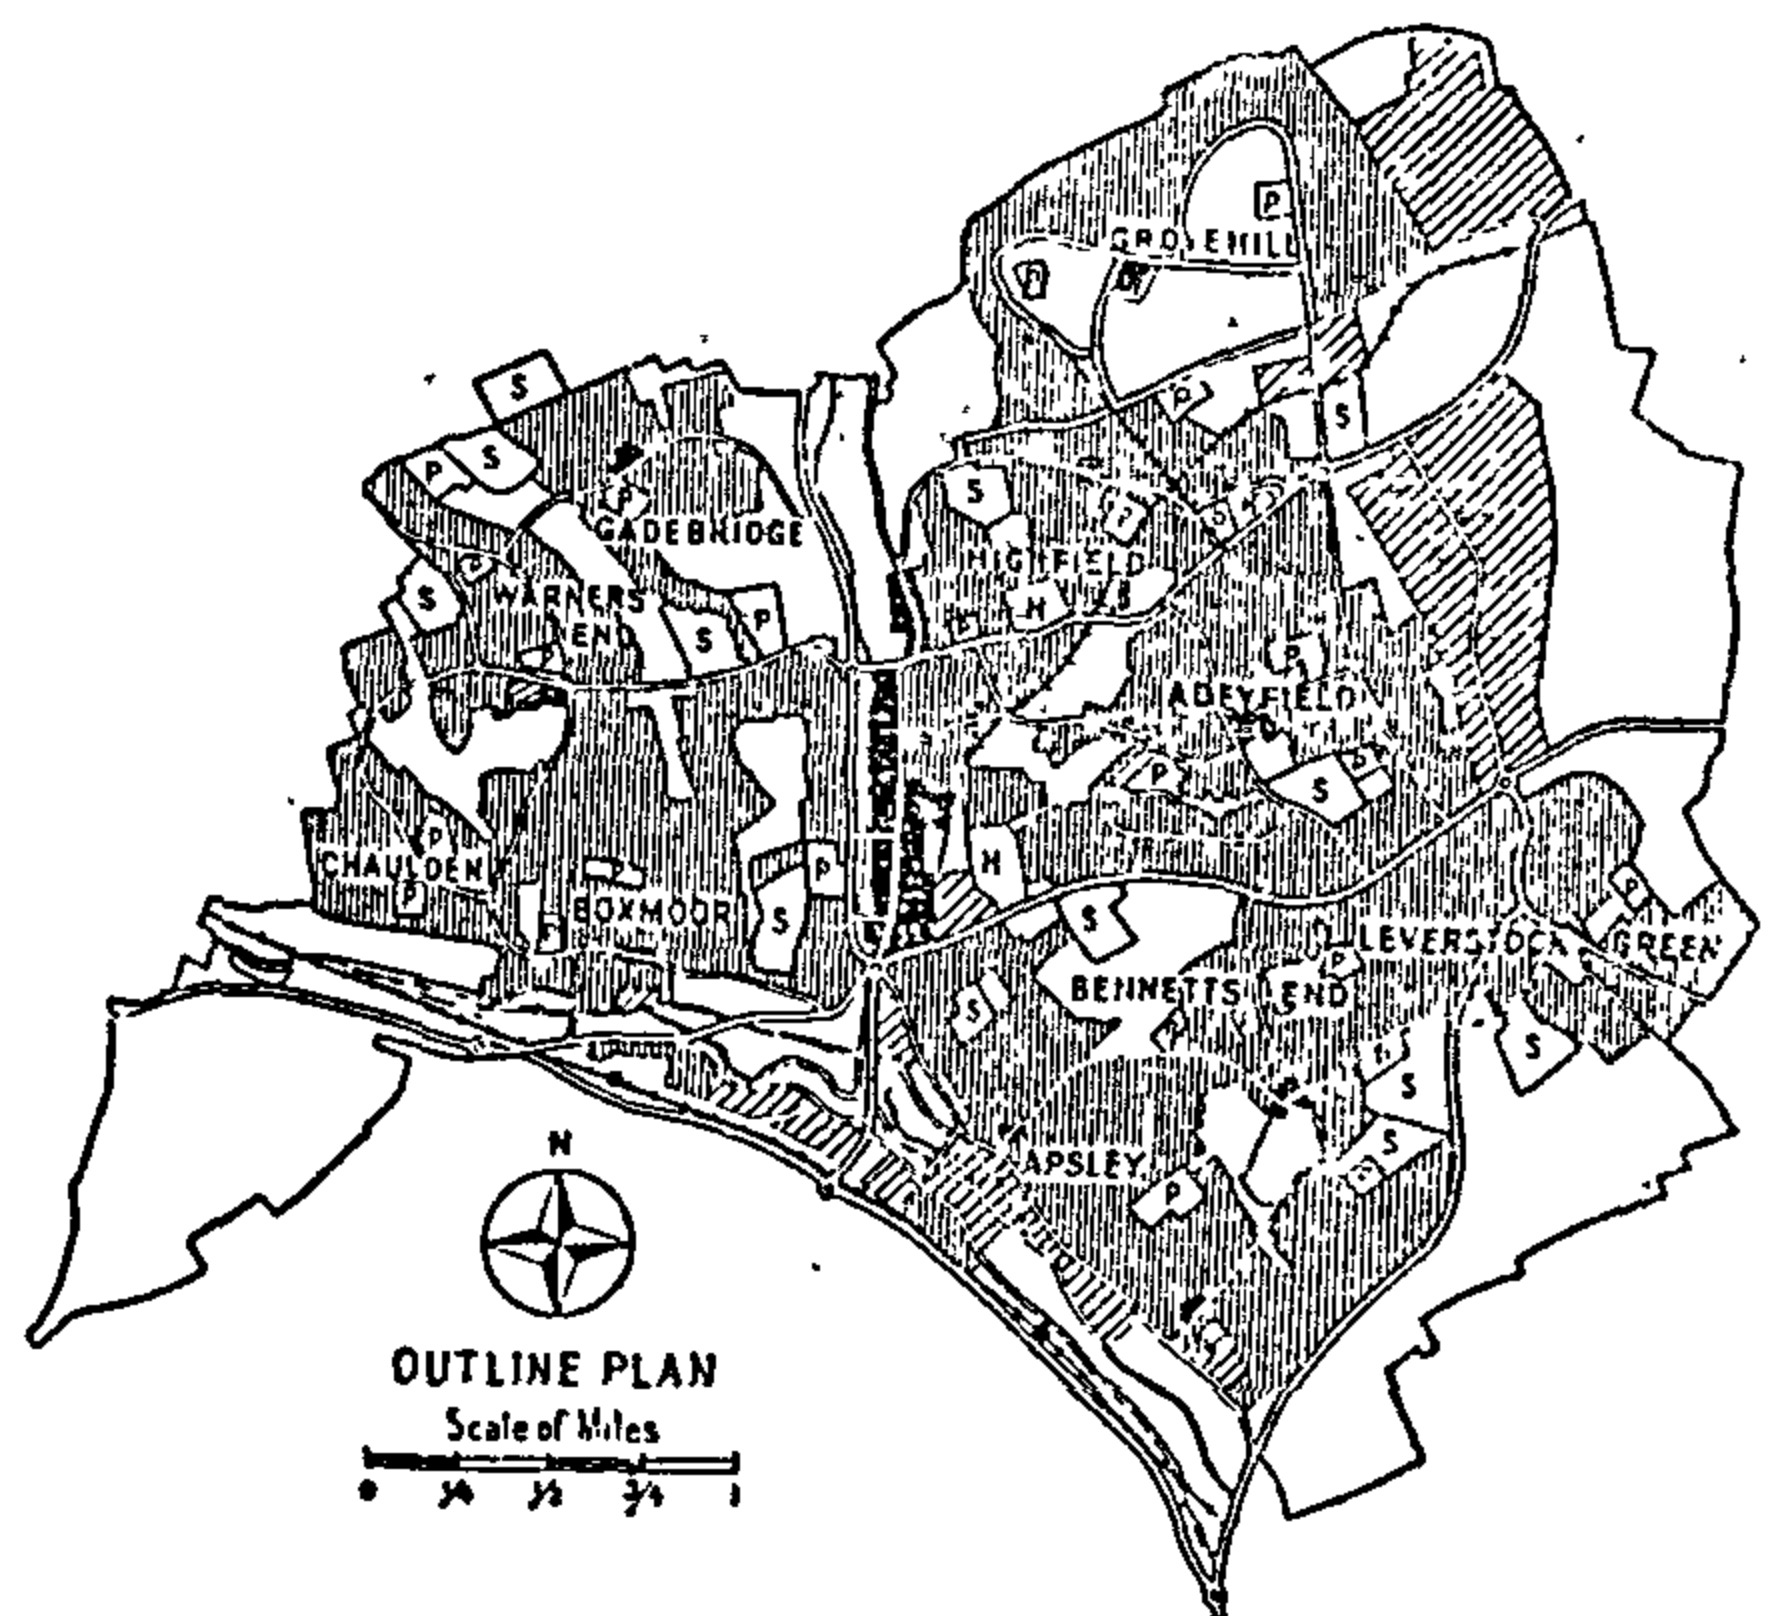 P
GROVEHILL
P
S
S
P
S
P
S
P
GADEBRIDGE
HIGHFIELD
P
S
WARNERS
END
S
P
H
P
ADEYFIELD
P
S
P
CHAULDEN
P
P
H
BOXMOOR
S
S
P
LEVERSTOCK GREEN
P
BENNETTS END
S
S
S
S
APSLEY
P
N
OUTLINE PLAN
Scale of Miles
0 1/4 1/2 3/4 1